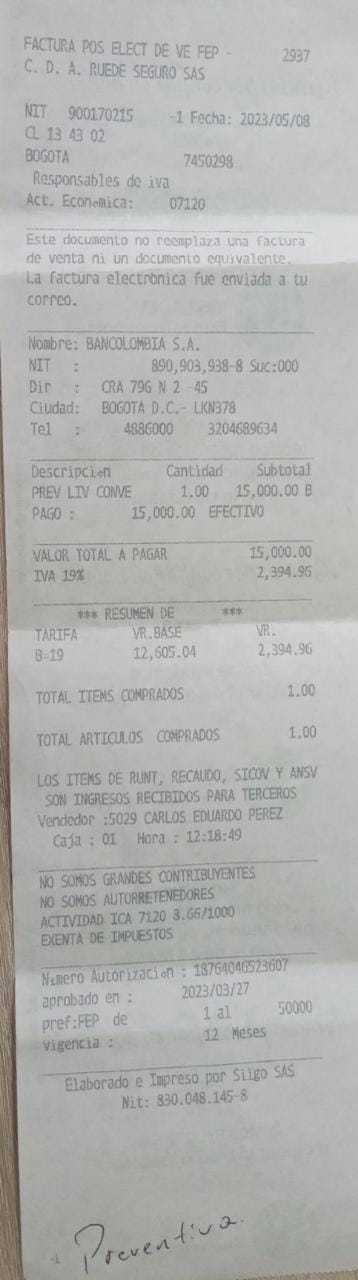 FACTURA POS ELECT DE VE FEP - 2937
C. D. A. RUEDE SEGURO SAS
NIT 900170215 -1 Fecha: 2023/05/08
CL 13 43 02
BOGOTA 7450298
Responsables de iva
Act. Economica: 07120
Este documento no reemplaza una factura
de venta ni un documento equivalente.
La factura electrónica fue enviada a tu
correo.
Nombre: BANCOLOMBIA S.A.
NIT : 890,903,938-8 Suc:000
Dir : CRA 79G N 2 -45
Ciudad: BOGOTA D.C.- LKN378
Tel : 4886000 3204689634
Descripcion Cantidad Subtotal
PREV LIV CONVE 1.00 15,000.00 B
PAGO : 15,000.00 EFECTIVO
VALOR TOTAL A PAGAR 15,000.00
IVA 19% 2,394.96
*** RESUMEN DE ***
TARIFA VR.BASE VR.
B-19 12,605.04 2,394.96
TOTAL ITEMS COMPRADOS 1.00
TOTAL ARTICULOS COMPRADOS 1.00
LOS ITEMS DE RUNT, RECAUDO, SICOV Y ANSV
SON INGRESOS RECIBIDOS PARA TERCEROS
Vendedor :5029 CARLOS EDUARDO PEREZ
Caja : 01 Hora : 12:18:49
NO SOMOS GRANDES CONTRIBUYENTES
NO SOMOS AUTORRETENEDORES
ACTIVIDAD ICA 7120 8.66/1000
EXENTA DE IMPUESTOS
Número Autorización : 18764046523607
aprobado en : 2023/03/27
pref:FEP de 1 al 50000
vigencia : 12 Meses
Elaborado e Impreso por Siigo SAS
Nit: 830.048.145-8
Preventiva.